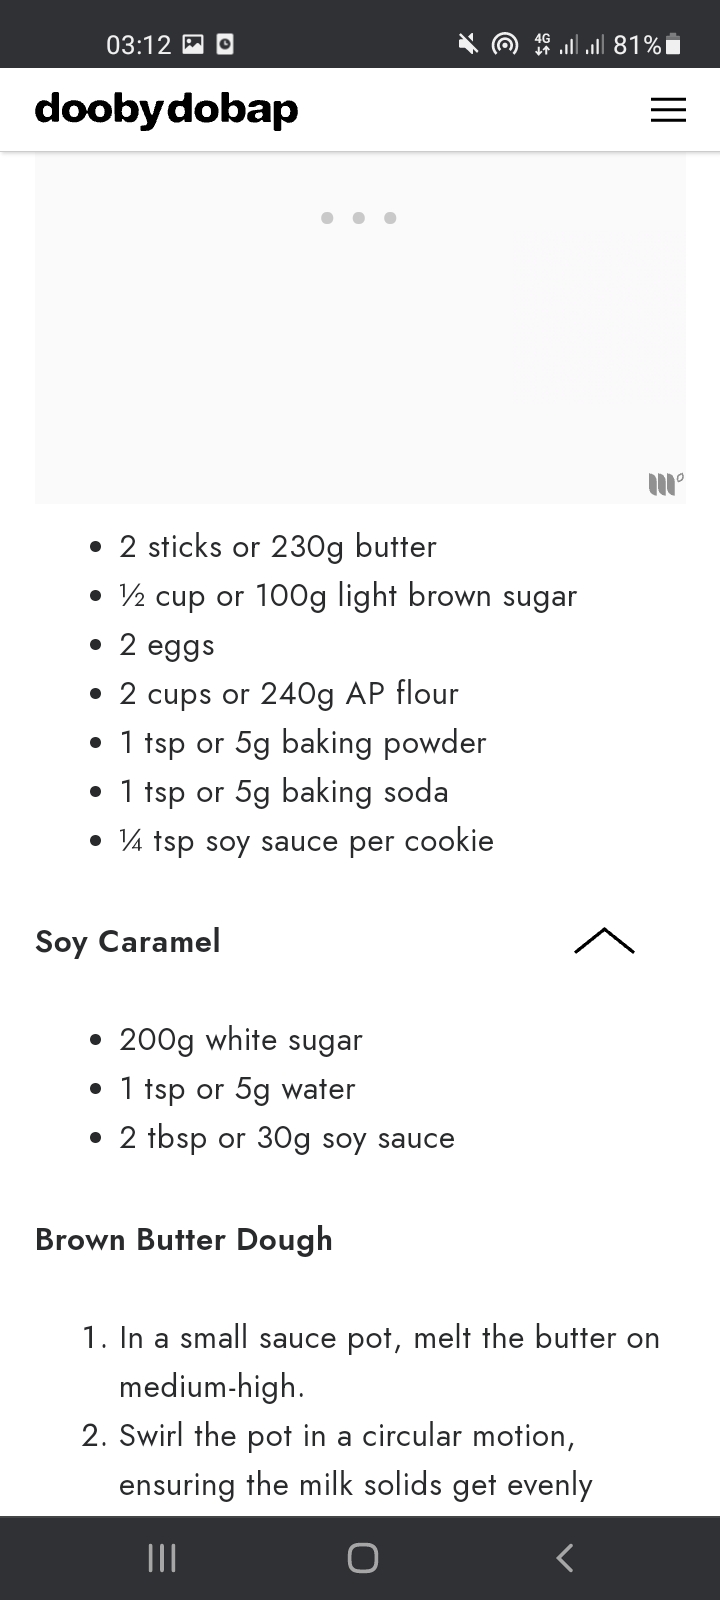 03:12
4G
81%
doobydobap
2 sticks or 230g butter
½ cup or 100g light brown sugar
2 eggs
2 cups or 240g AP flour
1 tsp or 5g baking powder
1 tsp or 5g baking soda
¼ tsp soy sauce per cookie
Soy Caramel
200g white sugar
1 tsp or 5g water
2 tbsp or 30g soy sauce
Brown Butter Dough
1. In a small sauce pot, melt the butter on
medium-high.
2. Swirl the pot in a circular motion,
ensuring the milk solids get evenly